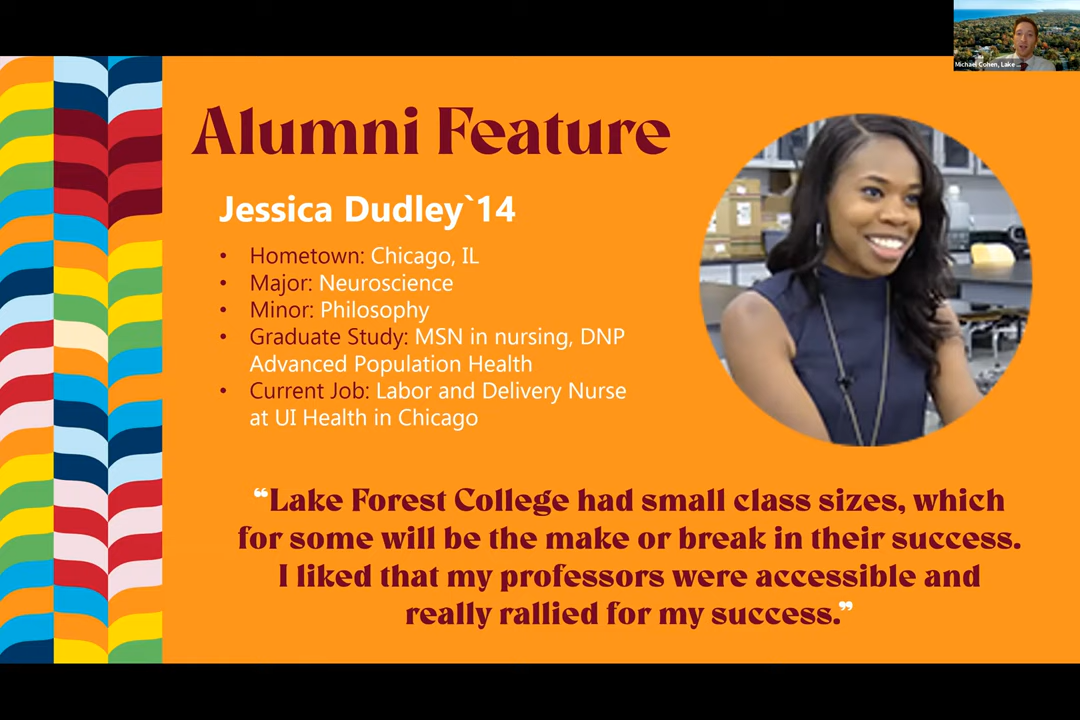 Michael Cohen, Lake ...
Alumni Feature
Jessica Dudley`14
• Hometown: Chicago, IL
• Major: Neuroscience
• Minor: Philosophy
• Graduate Study: MSN in nursing, DNP
Advanced Population Health
• Current Job: Labor and Delivery Nurse
at UI Health in Chicago
“Lake Forest College had small class sizes, which
for some will be the make or break in their success.
I liked that my professors were accessible and
really rallied for my success.”